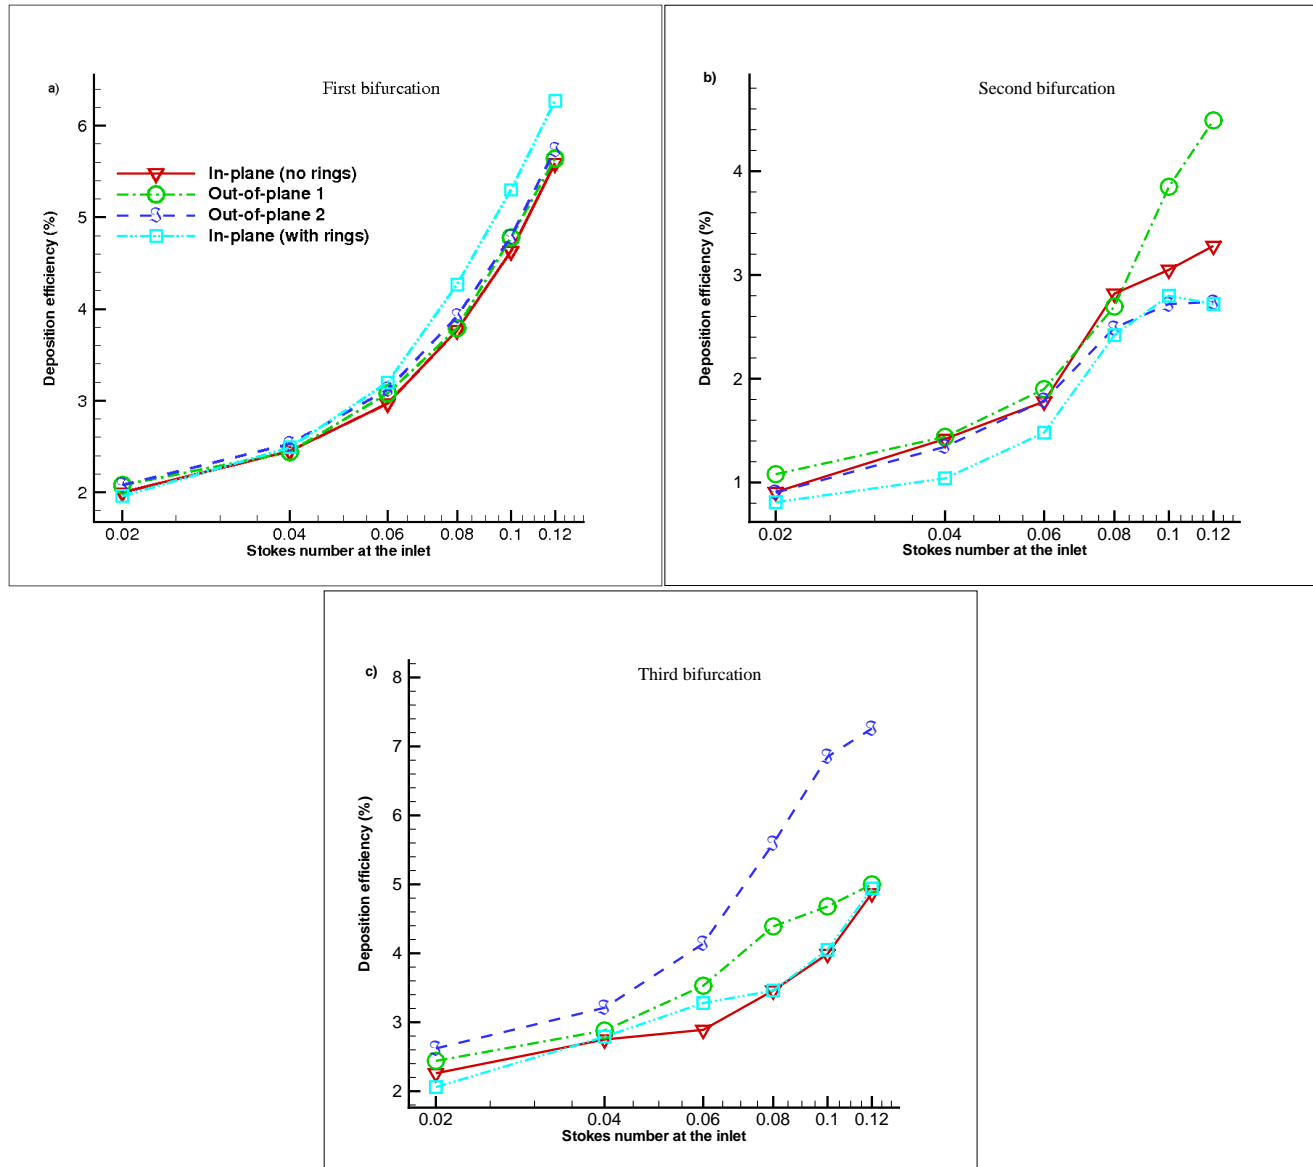 a)
First bifurcation
6
5
4
3
2
Deposition efficiency (%)
In-plane (no rings)
Out-of-plane 1
Out-of-plane 2
In-plane (with rings)
0.02 0.04 0.06 0.08 0.1 0.12
Stokes number at the inlet
b)
Second bifurcation
4
3
2
1
Deposition efficiency (%)
0.02 0.04 0.06 0.08 0.1 0.12
Stokes number at the inlet
c)
Third bifurcation
8
7
6
5
4
3
2
Deposition efficiency (%)
0.02 0.04 0.06 0.08 0.1 0.12
Stokes number at the inlet